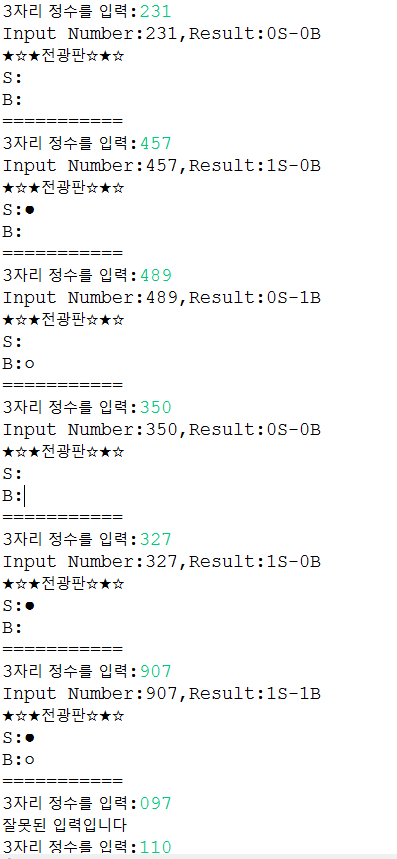 3자리 정수를 입력:231
Input Number:231,Result:0S-0B
★☆★전광판☆★☆
S:
B:
===========
3자리 정수를 입력:457
Input Number:457,Result:1S-0B
★☆★전광판☆★☆
S:●
B:
===========
3자리 정수를 입력:489
Input Number:489,Result:0S-1B
★☆★전광판☆★☆
S:
B:○
===========
3자리 정수를 입력:350
Input Number:350,Result:0S-0B
★☆★전광판☆★☆
S:
B:
===========
3자리 정수를 입력:327
Input Number:327,Result:1S-0B
★☆★전광판☆★☆
S:●
B:
===========
3자리 정수를 입력:907
Input Number:907,Result:1S-1B
★☆★전광판☆★☆
S:●
B:○
===========
3자리 정수를 입력:097
잘못된 입력입니다
3자리 정수를 입력:110